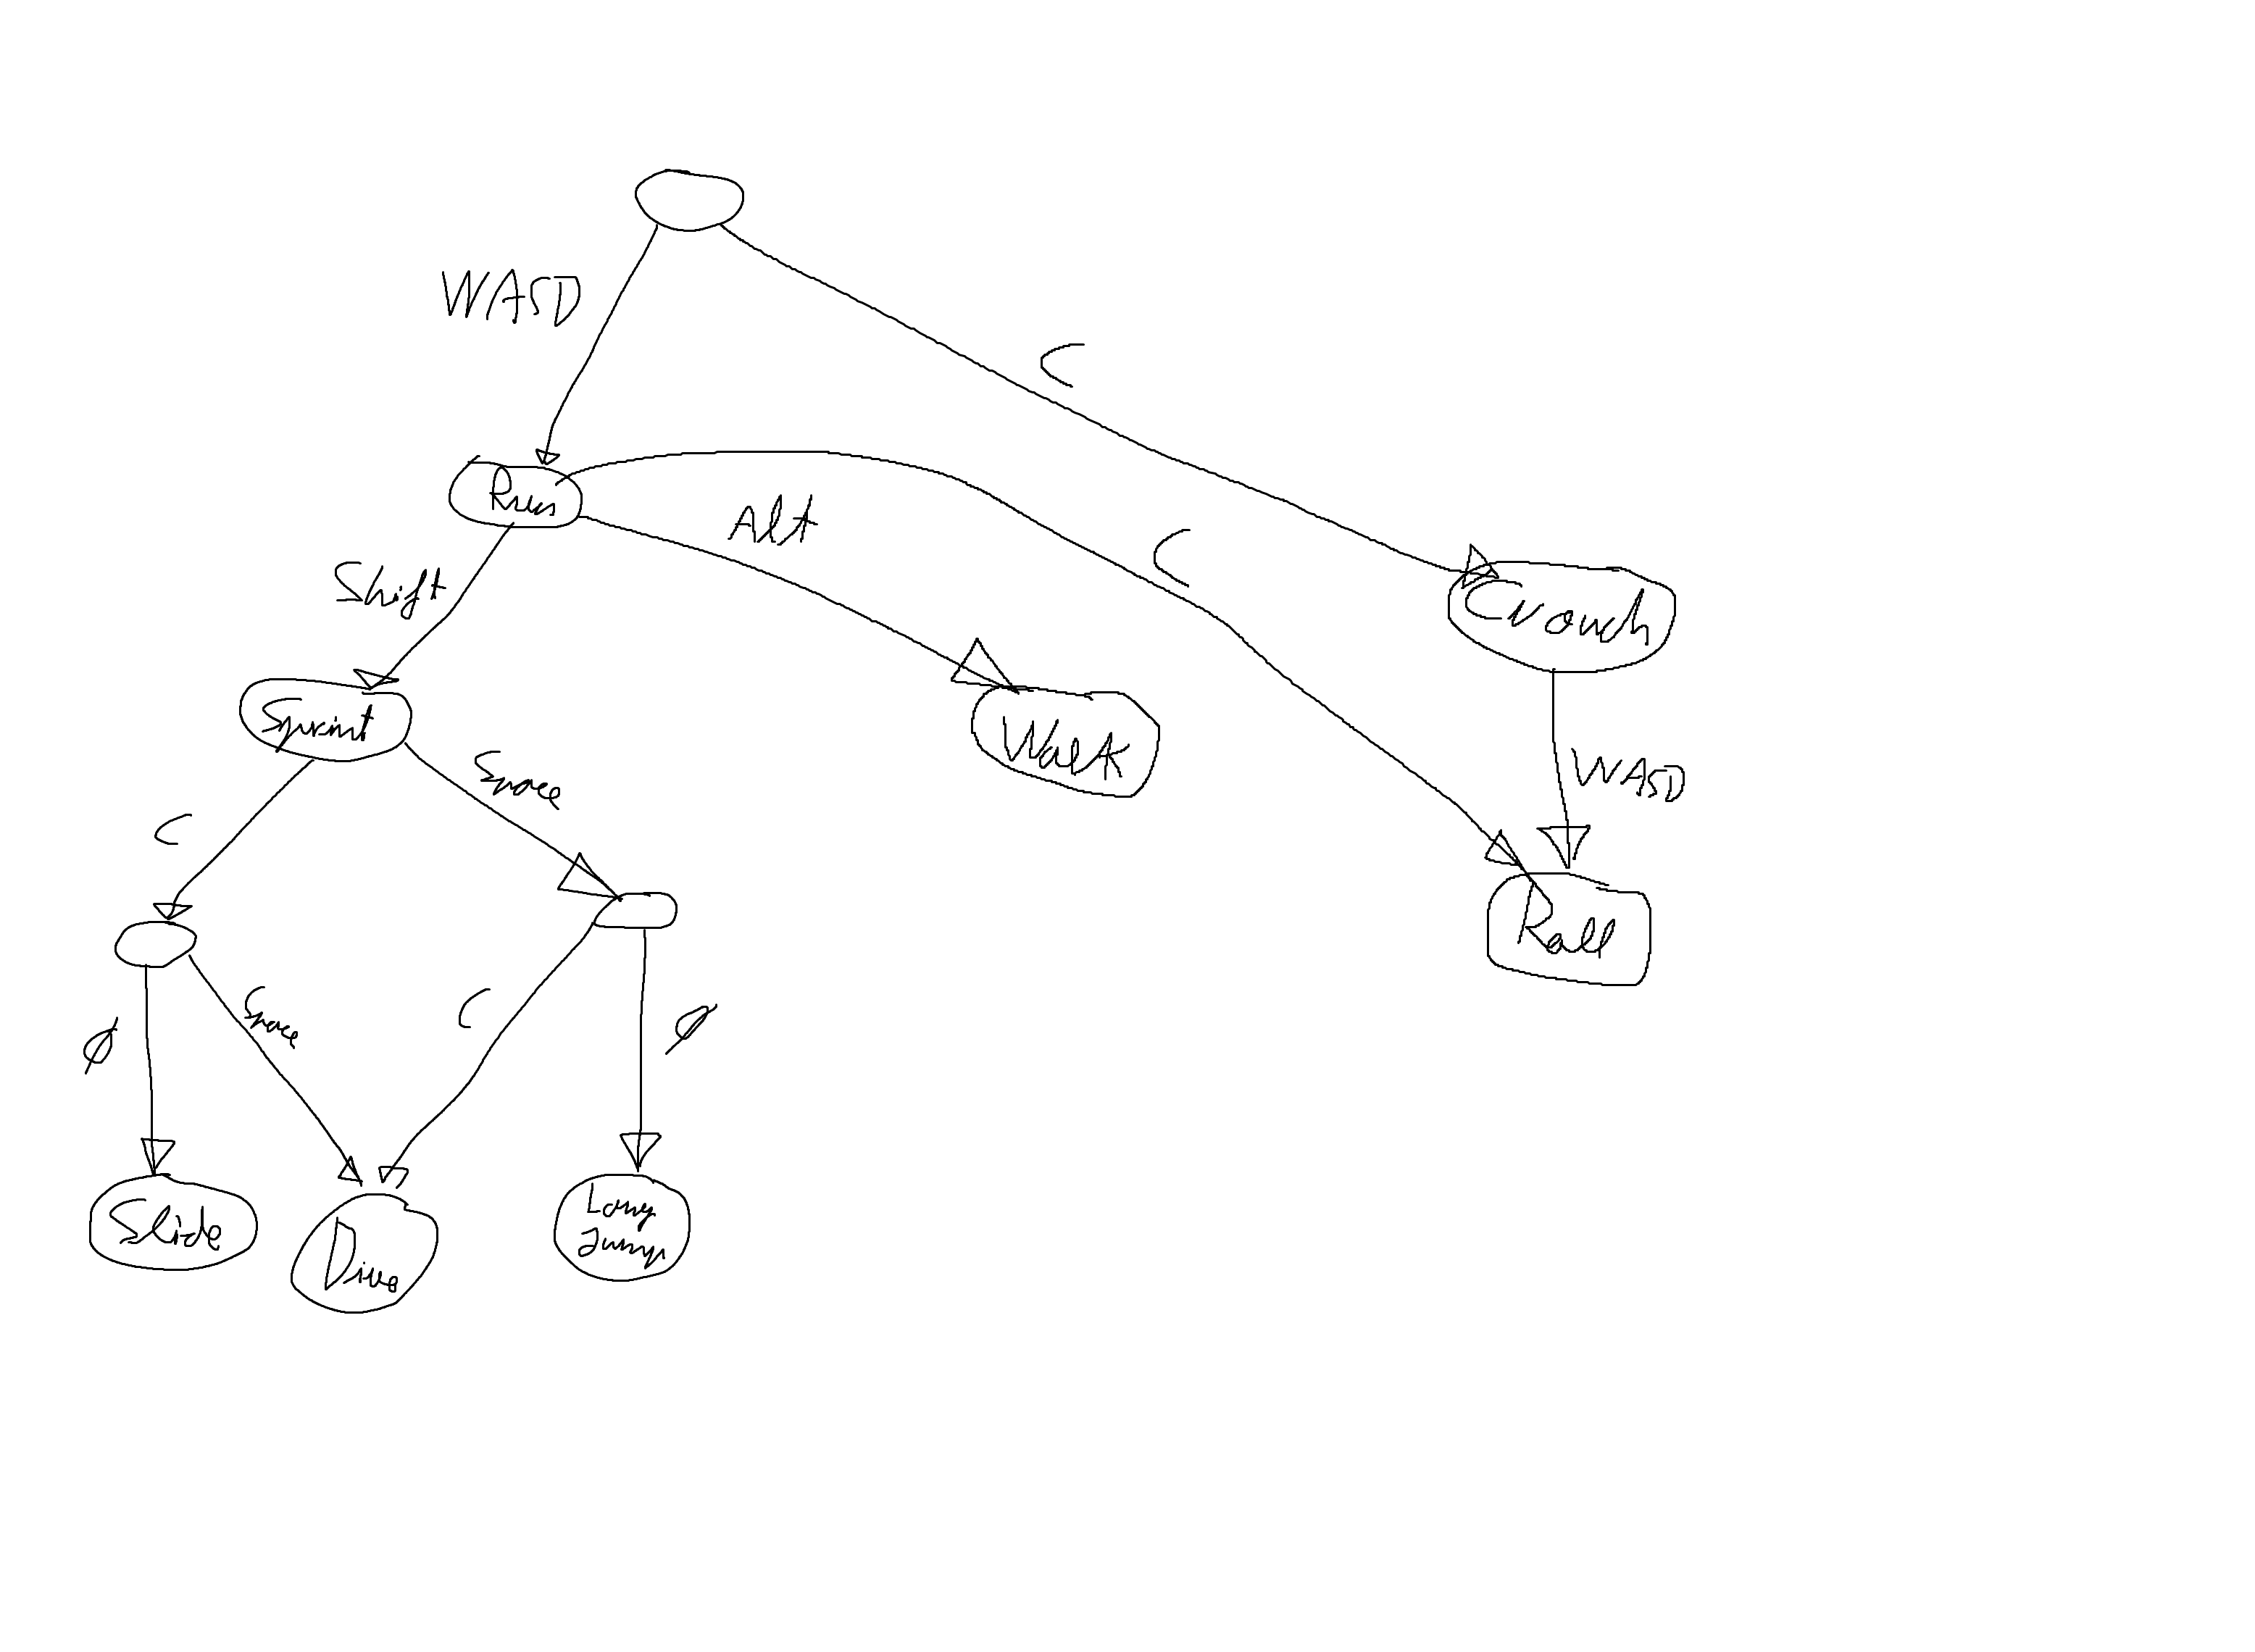 WASD
C
Run
Alt
C
Shift
Crouch
Sprint
Space
Walk
WASD
C
Roll
Ø
Space
C
Ø
Slide
Dive
Long
Jump